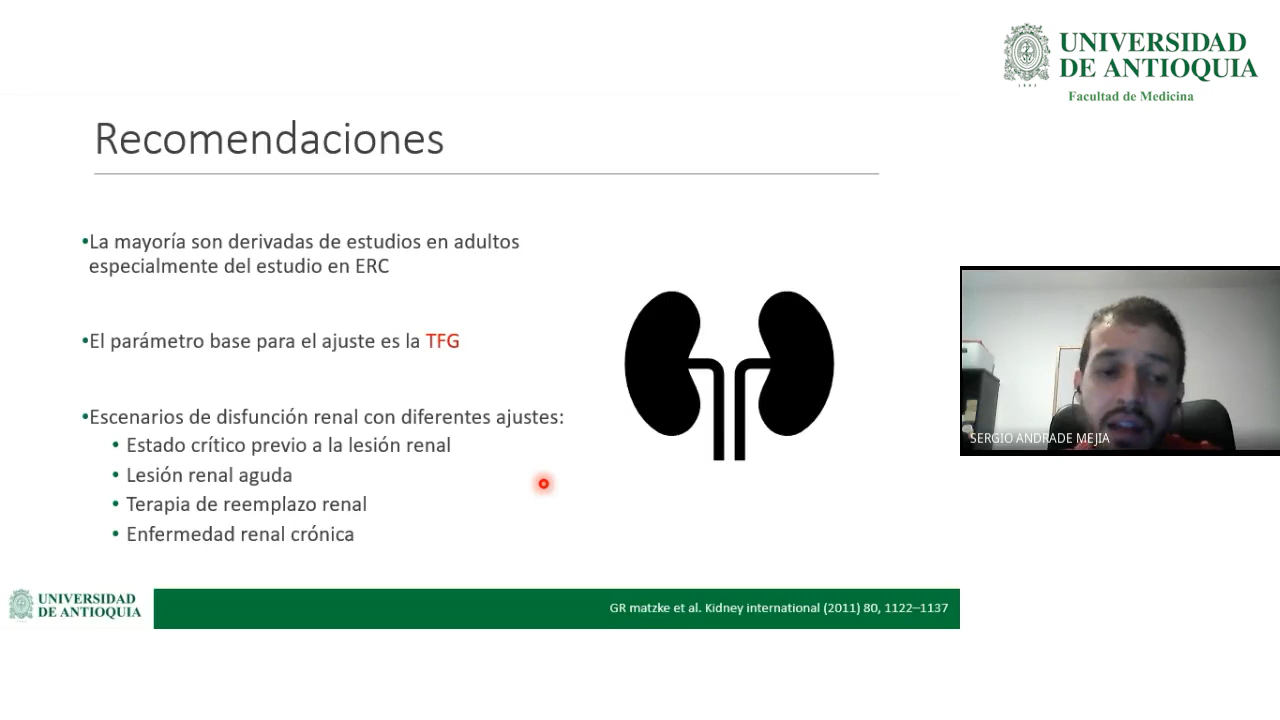 UNIVERSIDAD
DE ANTIOQUIA
1803
Facultad de Medicina
Recomendaciones
•La mayoría son derivadas de estudios en adultos
especialmente del estudio en ERC
•El parámetro base para el ajuste es la TFG
•Escenarios de disfunción renal con diferentes ajustes:
• Estado crítico previo a la lesión renal
• Lesión renal aguda
• Terapia de reemplazo renal
• Enfermedad renal crónica
SERGIO ANDRADE MEJIA
UNIVERSIDAD
DE ANTIOQUIA
GR matzke et al. Kidney international (2011) 80, 1122–1137